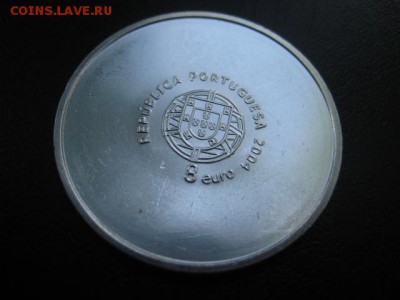 COINS.LAVE.RU
REPÚBLICA PORTUGUESA 2004
8 euro